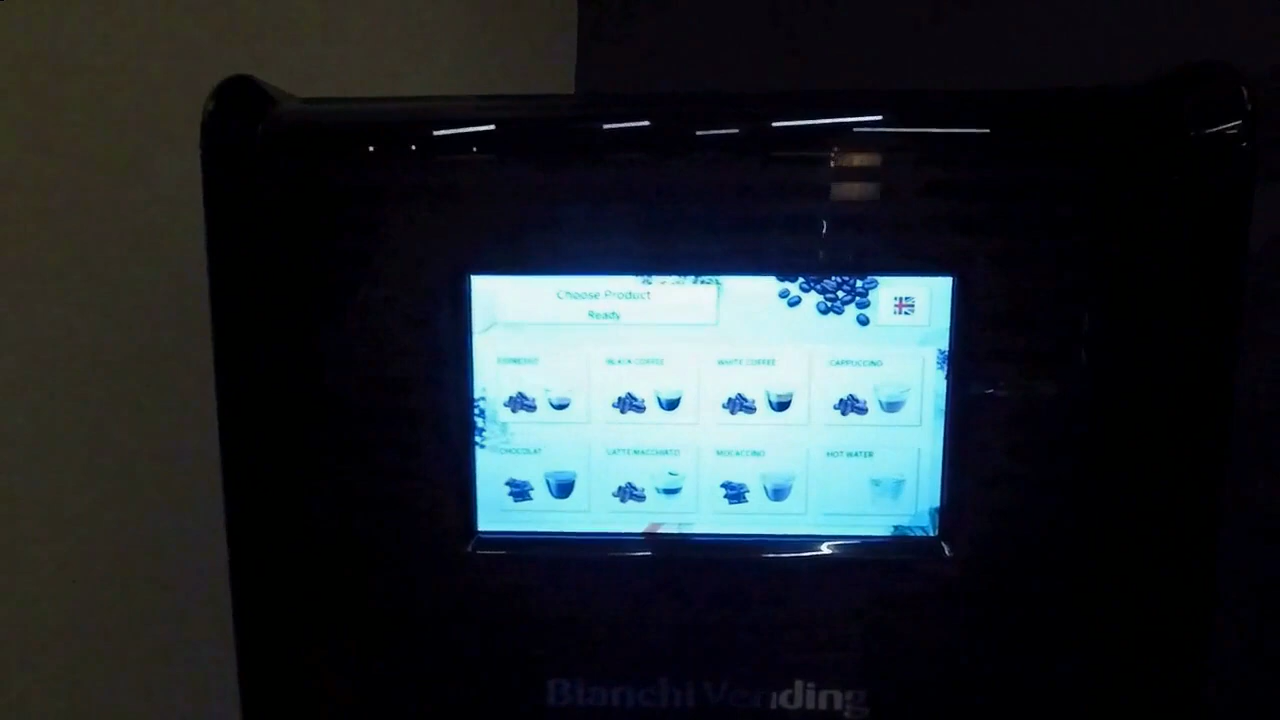 Choose Product
Ready
ESPRESSO
BLACK COFFEE
WHITE COFFEE
CAPPUCCINO
CHOCOLAT
LATTE MACCHIATO
MOCACCINO
HOT WATER
Bianchi Vending